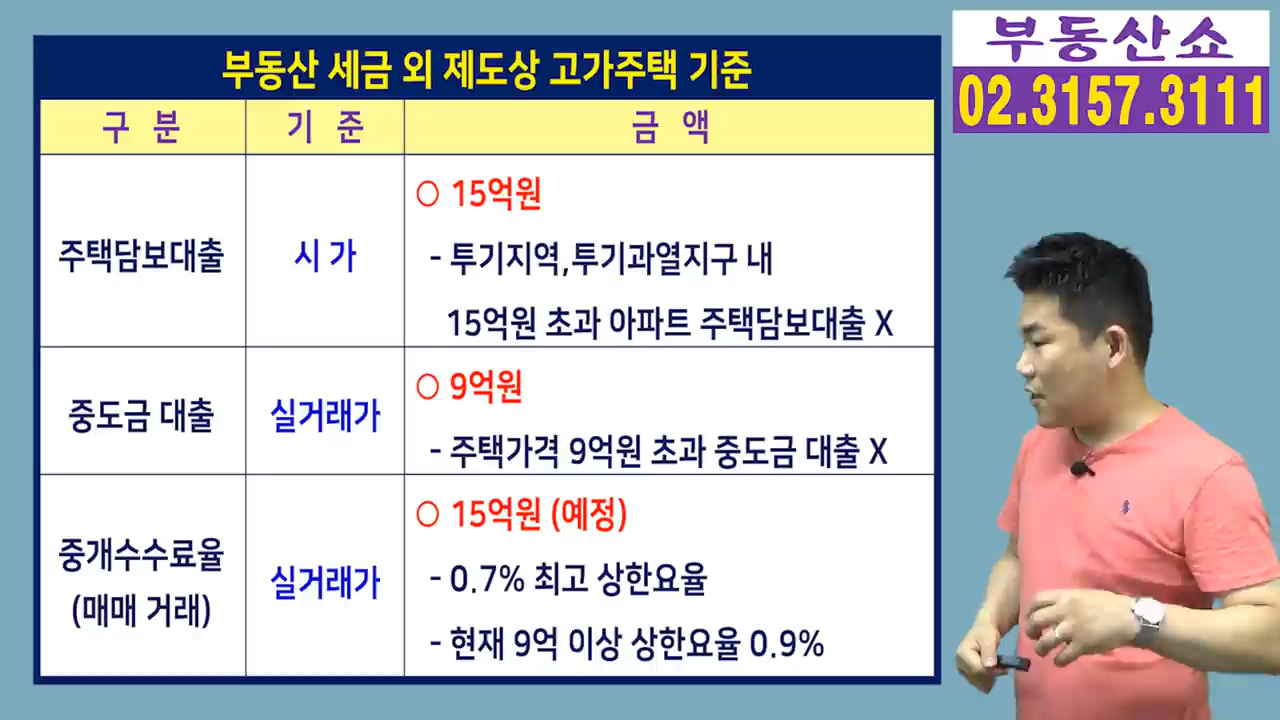 부동산 세금 외 제도상 고가주택 기준
구 분 기 준 금 액
주택담보대출
시 가
○ 15억원
- 투기지역,투기과열지구 내
15억원 초과 아파트 주택담보대출 X
중도금 대출
실거래가
○ 9억원
- 주택가격 9억원 초과 중도금 대출 X
중개수수료율
(매매 거래)
실거래가
○ 15억원 (예정)
- 0.7% 최고 상한요율
- 현재 9억 이상 상한요율 0.9%
부동산쇼
02.3157.3111